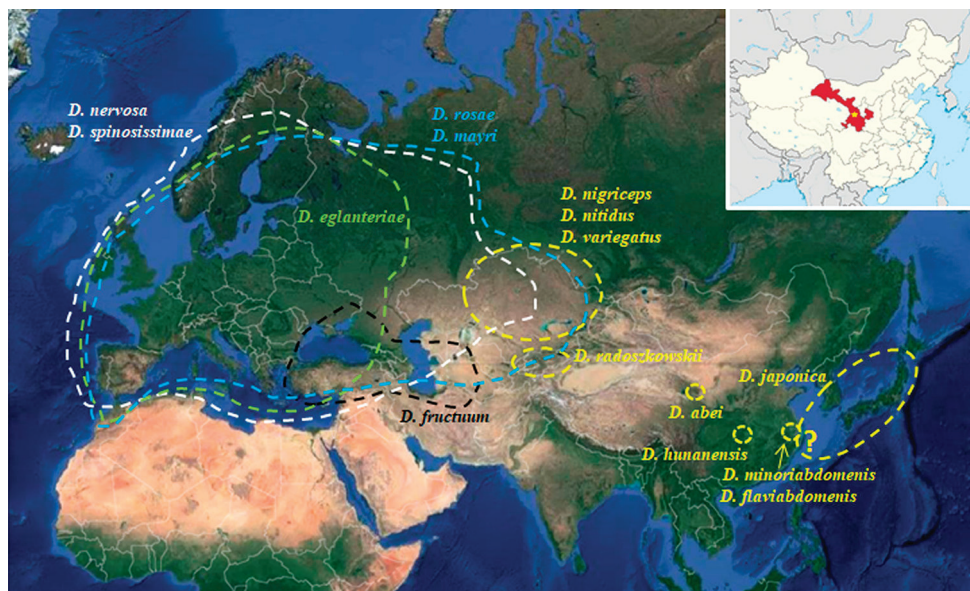 D. nervosa
D. spinosissimae
D. rosae
D. mayri
D. eglanteriae
D. nigriceps
D. nitidus
D. variegatus
D. radoszkowskii
D. japonica
D. fructuum
D. abei
D. hunanensis
?
D. minoriabdomenis
D. flaviabdomenis